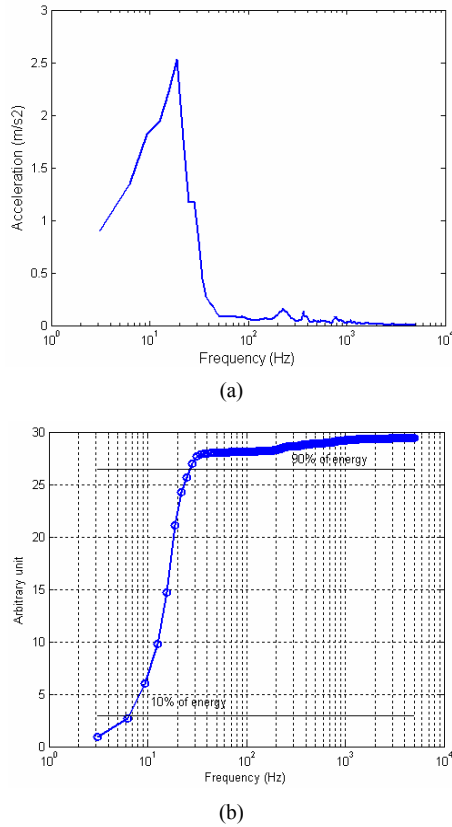 3
2.5
2
1.5
1
0.5
0
Acceleration (m/s2)
10^0 10^1 10^2 10^3 10^4
Frequency (Hz)
(a)
30
25
20
15
10
5
0
Arbitrary unit
90% of energy
10% of energy
10^0 10^1 10^2 10^3 10^4
Frequency (Hz)
(b)